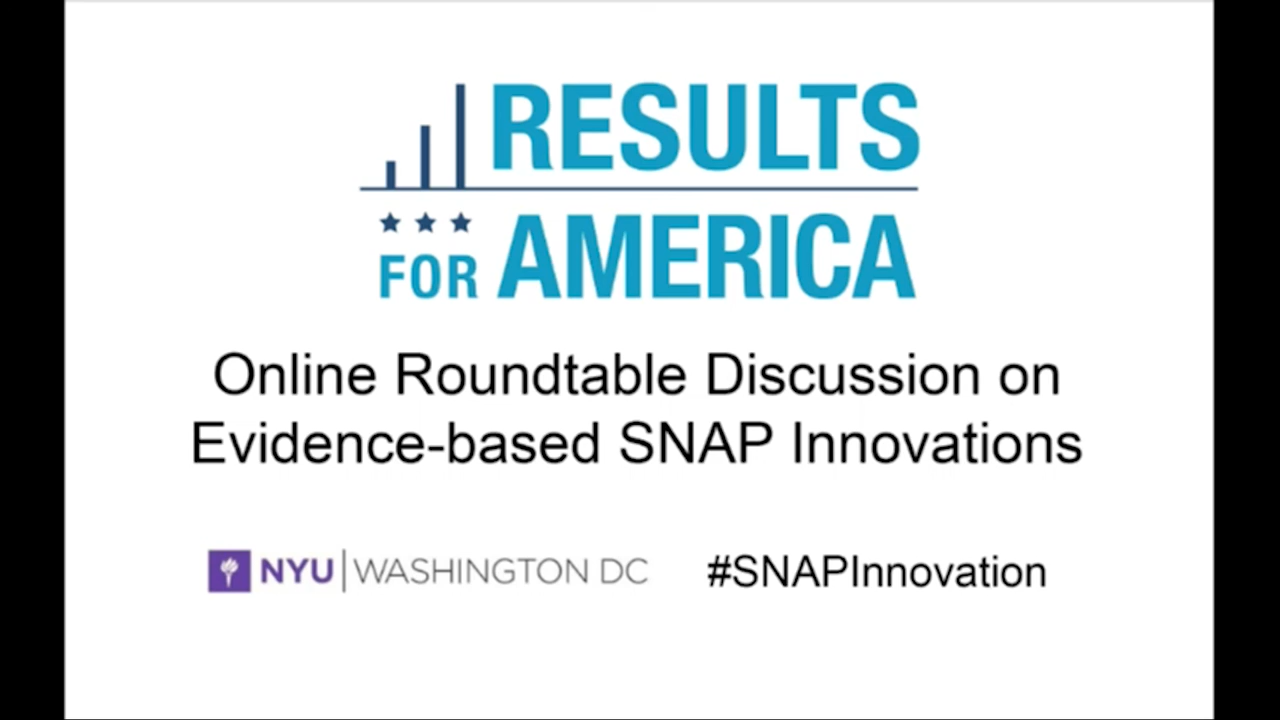 RESULTS
FOR AMERICA
Online Roundtable Discussion on
Evidence-based SNAP Innovations
NYU | WASHINGTON DC #SNAPInnovation